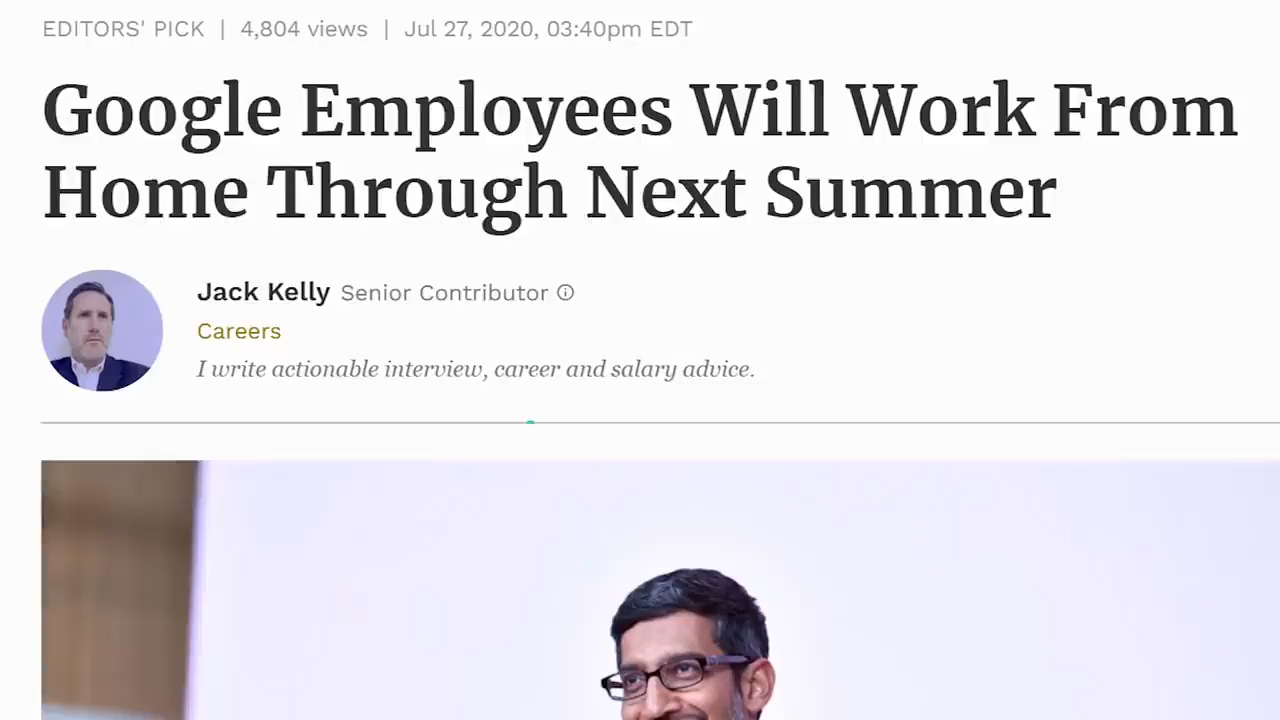 EDITORS' PICK | 4,804 views | Jul 27, 2020, 03:40pm EDT
Google Employees Will Work From
Home Through Next Summer
Jack Kelly Senior Contributor
Careers
I write actionable interview, career and salary advice.